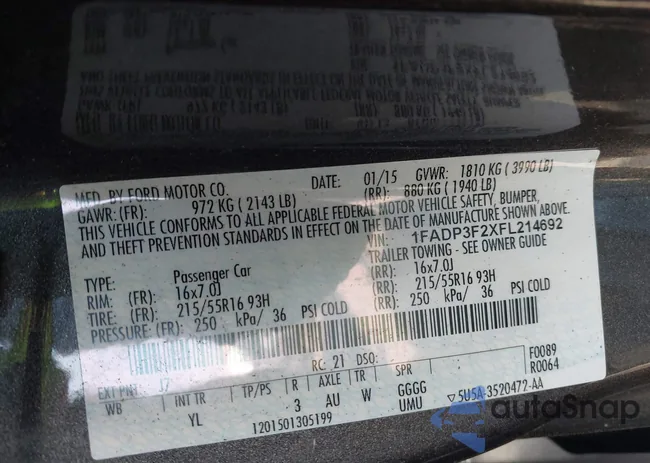 MFD. BY FORD MOTOR CO. DATE: 01/15 GVWR: 1810 KG ( 3990 LB)
GAWR: (FR): 972 KG ( 2143 LB) (RR): 880 KG ( 1940 LB)
THIS VEHICLE CONFORMS TO ALL APPLICABLE FEDERAL MOTOR VEHICLE SAFETY, BUMPER,
AND THEFT PREVENTION STANDARDS IN EFFECT ON THE DATE OF MANUFACTURE SHOWN ABOVE.
VIN: 1FADP3F2XFL214692
TYPE: Passenger Car TRAILER TOWING - SEE OWNER GUIDE
RIM: (FR): 16x7.0J (RR): 16x7.0J
TIRE: (FR): 215/55R16 93H (RR): 215/55R16 93H
PRESSURE: (FR): 250 kPa/ 36 PSI COLD (RR): 250 kPa/ 36 PSI COLD
RC: 21 DSO: F0089
EXT PNT: J7 R0064
WB INT TR TP/PS R AXLE TR SPR
YL 3 AU W GGGG
UMU ▽5U5A-3520472-AA
1201501305199
autoSnap